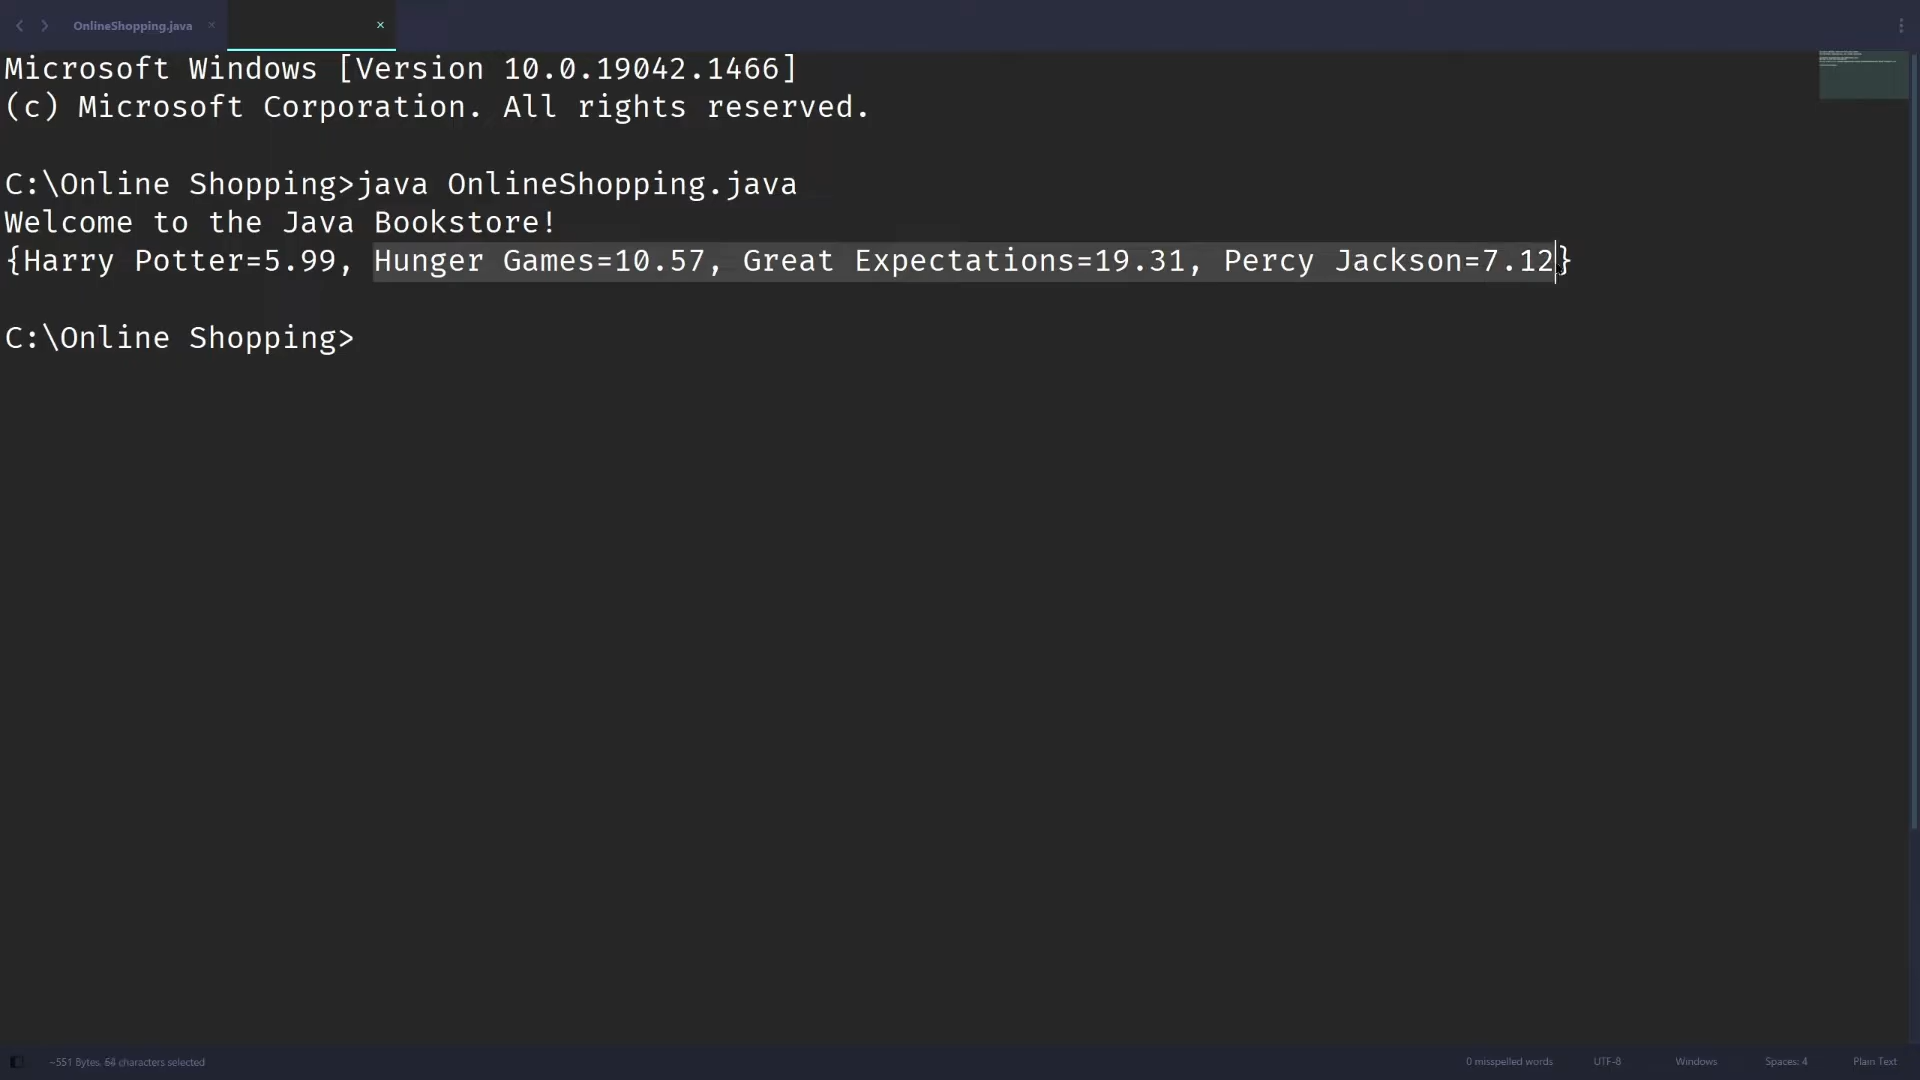 OnlineShopping.java
Microsoft Windows [Version 10.0.19042.1466]
(c) Microsoft Corporation. All rights reserved.
C:\Online Shopping>java OnlineShopping.java
Welcome to the Java Bookstore!
{Harry Potter=5.99, Hunger Games=10.57, Great Expectations=19.31, Percy Jackson=7.12}
C:\Online Shopping>
~551 Bytes, 64 characters selected 0 misspelled words UTF-8 Windows Spaces: 4 Plain Text